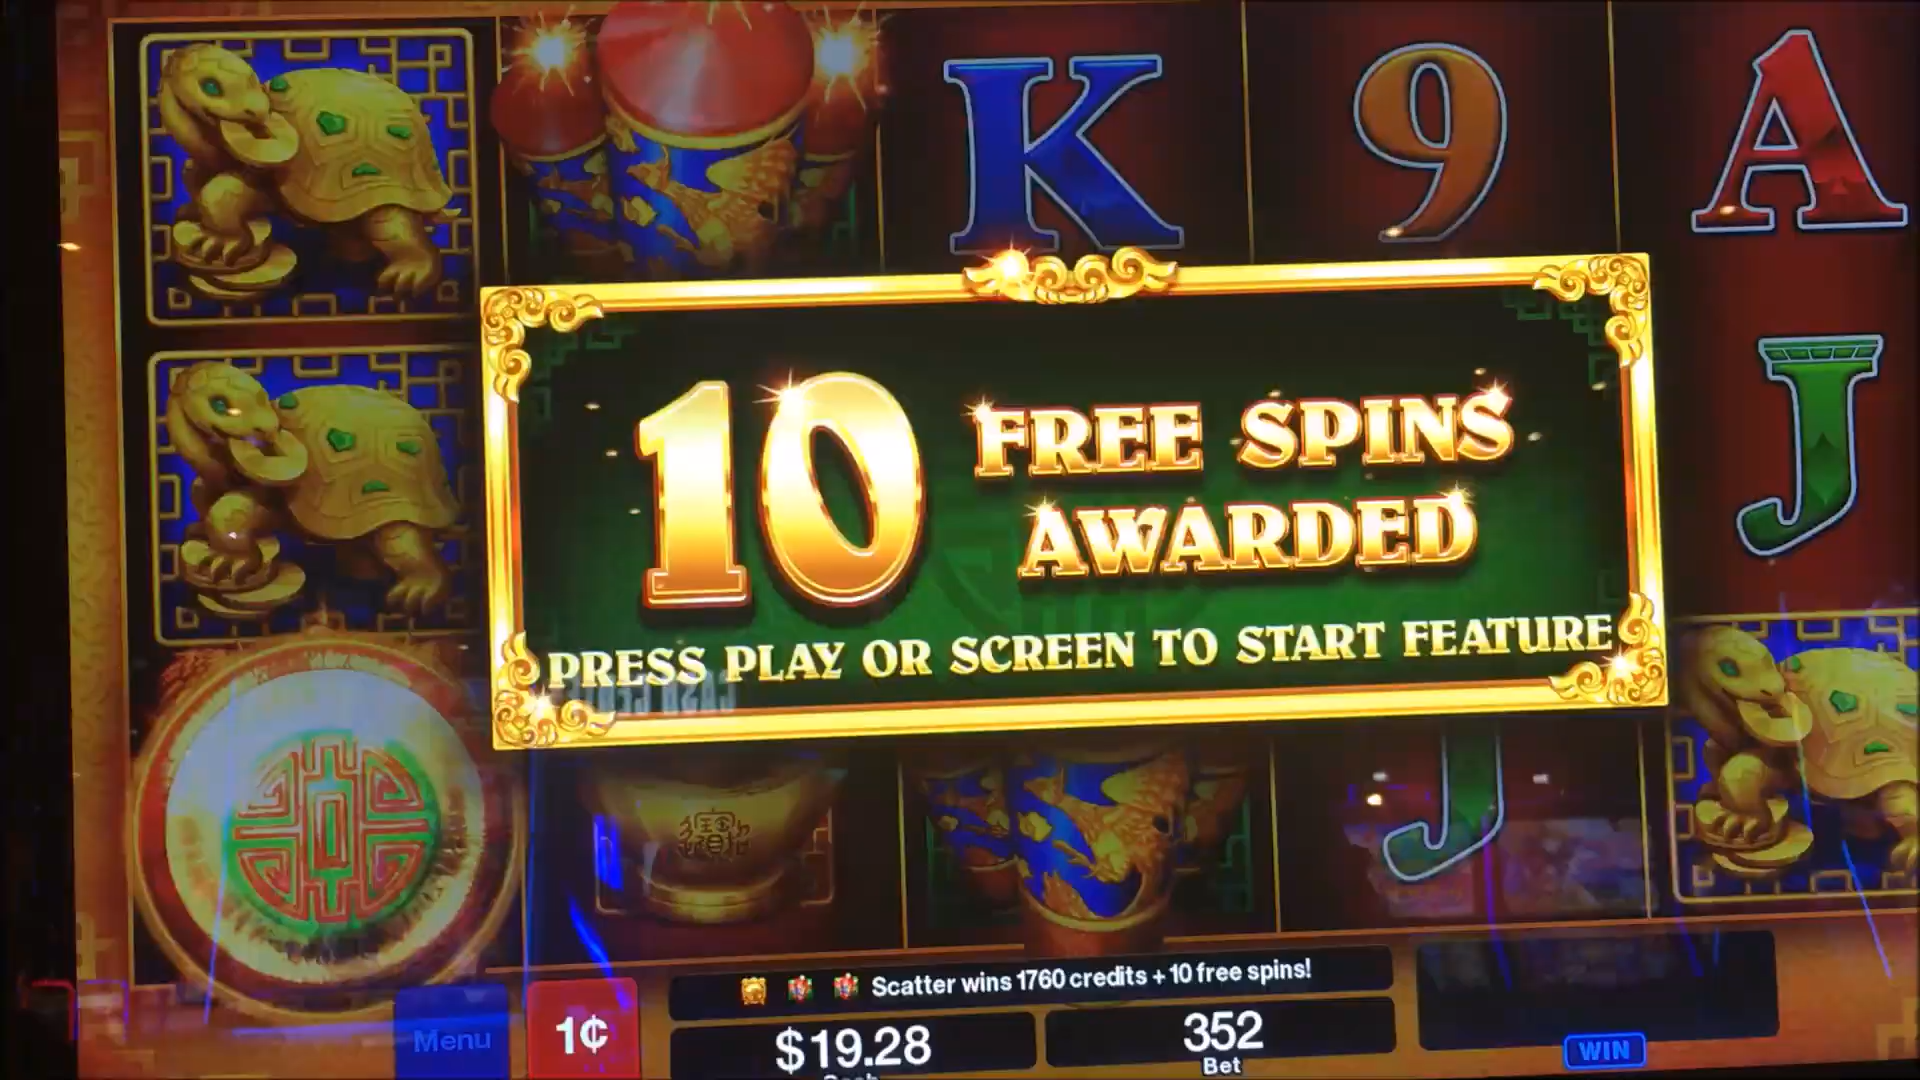 K
9
A
10 FREE SPINS
AWARDED
J
PRESS PLAY OR SCREEN TO START FEATURE
J
Scatter wins 1760 credits + 10 free spins!
Menu
1¢
$19.28
352
Bet
WIN